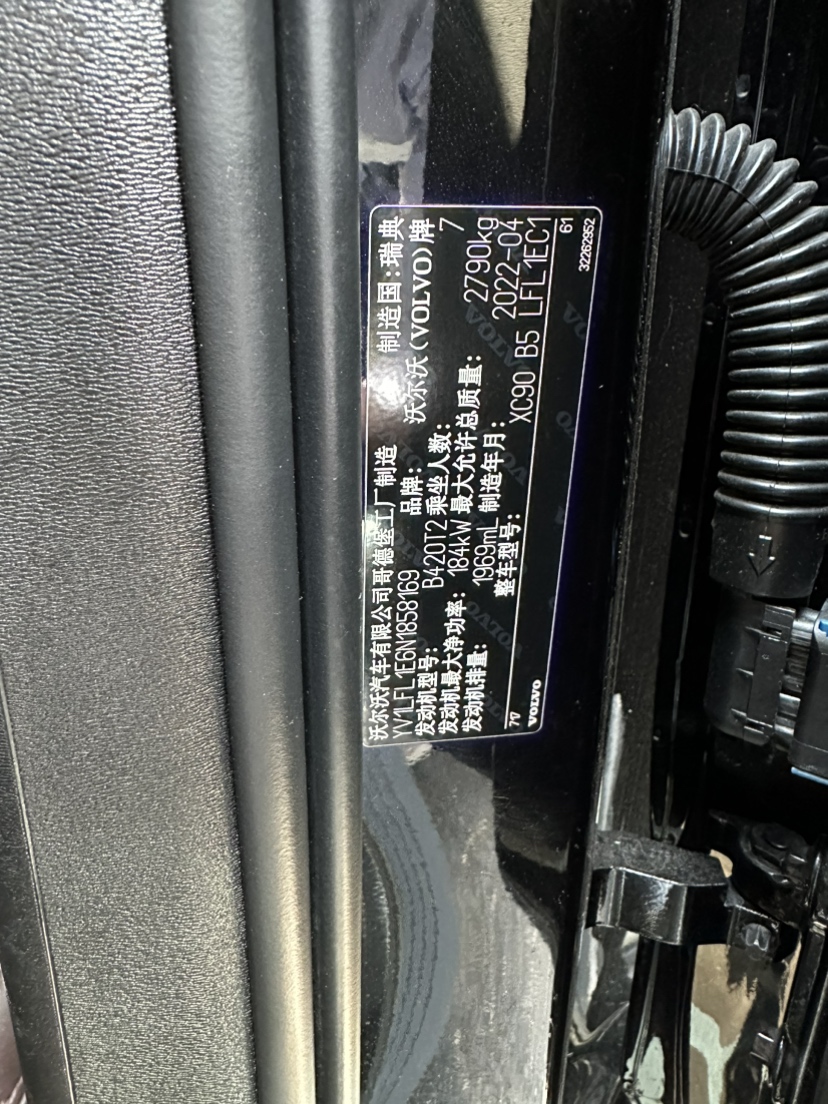 沃尔沃汽车有限公司哥德堡工厂制造 制造国：瑞典
YV1LFL1E6N1858169 品牌： 沃尔沃(VOLVO)牌
发动机型号： B420T2 乘坐人数： 7
发动机最大净功率： 184kW 最大允许总质量： 2790kg
发动机排量： 1969mL 制造年月： 2022-04
整车型号： XC90 B5 LFL1EC1
70 61
VOLVO 32262952